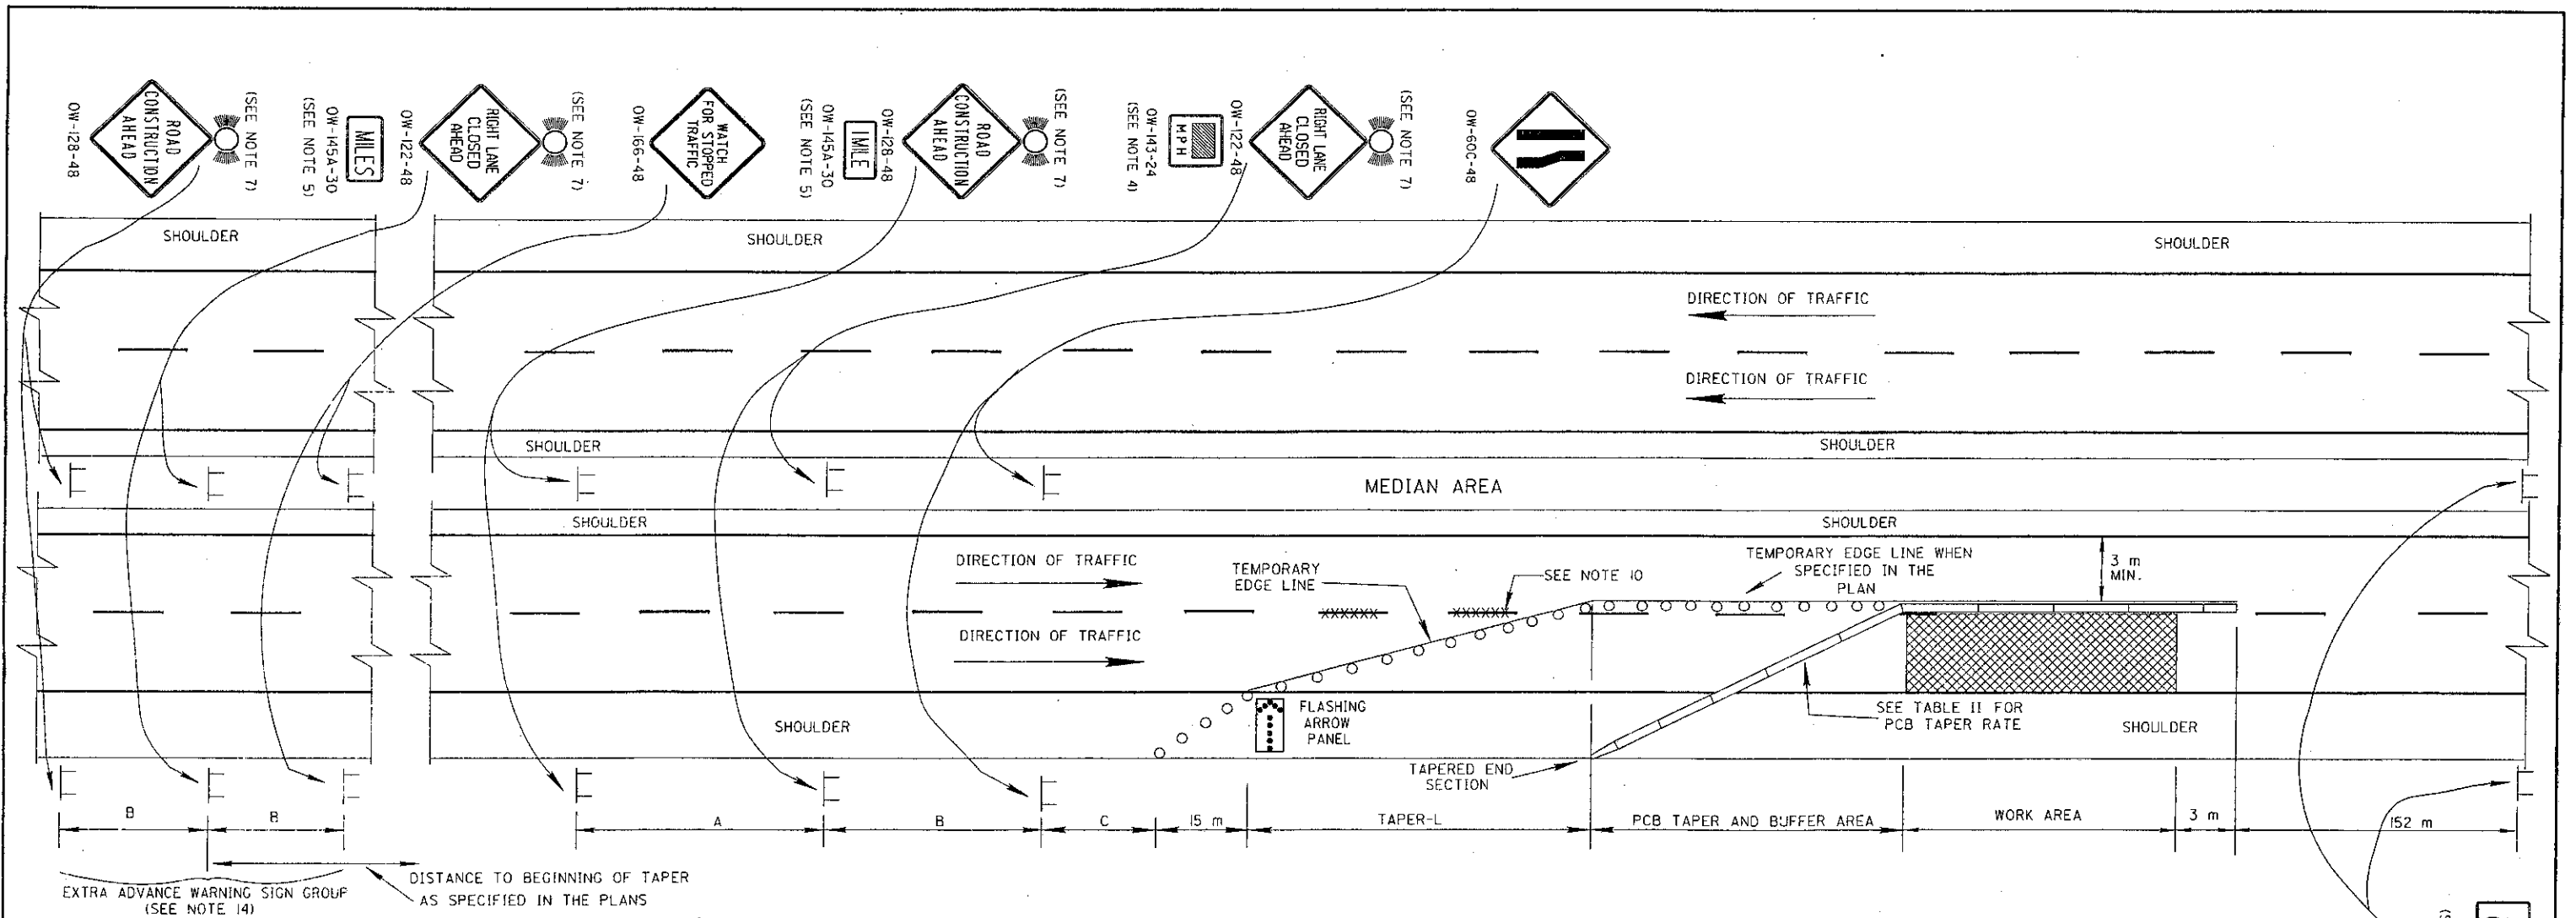 OW-128-48
ROAD
CONSTRUCTION
AHEAD
(SEE NOTE 7)
MILES
OW-145A-30
(SEE NOTE 5)
OW-122-48
RIGHT LANE
CLOSED
AHEAD
(SEE NOTE 7)
OW-166-48
WATCH
FOR STOPPED
TRAFFIC
1 MILE
OW-145A-30
(SEE NOTE 5)
OW-128-48
ROAD
CONSTRUCTION
AHEAD
(SEE NOTE 7)
MPH
OW-143-24
(SEE NOTE 4)
OW-122-48
RIGHT LANE
CLOSED
AHEAD
(SEE NOTE 7)
OW-60C-48
SHOULDER
SHOULDER
SHOULDER
DIRECTION OF TRAFFIC
DIRECTION OF TRAFFIC
SHOULDER
SHOULDER
MEDIAN AREA
SHOULDER
SHOULDER
DIRECTION OF TRAFFIC
TEMPORARY
EDGE LINE
SEE NOTE 10
TEMPORARY EDGE LINE WHEN
SPECIFIED IN THE
PLAN
3 m
MIN.
XXXXXX
XXXXXX
DIRECTION OF TRAFFIC
SHOULDER
FLASHING
ARROW
PANEL
SEE TABLE II FOR
PCB TAPER RATE
SHOULDER
TAPERED END
SECTION
B
B
A
B
C
15 m
TAPER-L
PCB TAPER AND BUFFER AREA
WORK AREA
3 m
152 m
EXTRA ADVANCE WARNING SIGN GROUP
(SEE NOTE 14)
DISTANCE TO BEGINNING OF TAPER
AS SPECIFIED IN THE PLANS